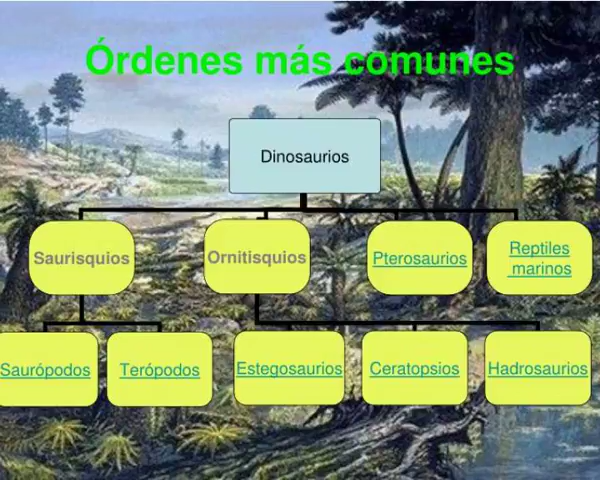 Órdenes más comunes
Dinosaurios
Saurisquios
Ornitisquios
Pterosaurios
Reptiles
marinos
Saurópodos
Terópodos
Estegosaurios
Ceratopsios
Hadrosaurios